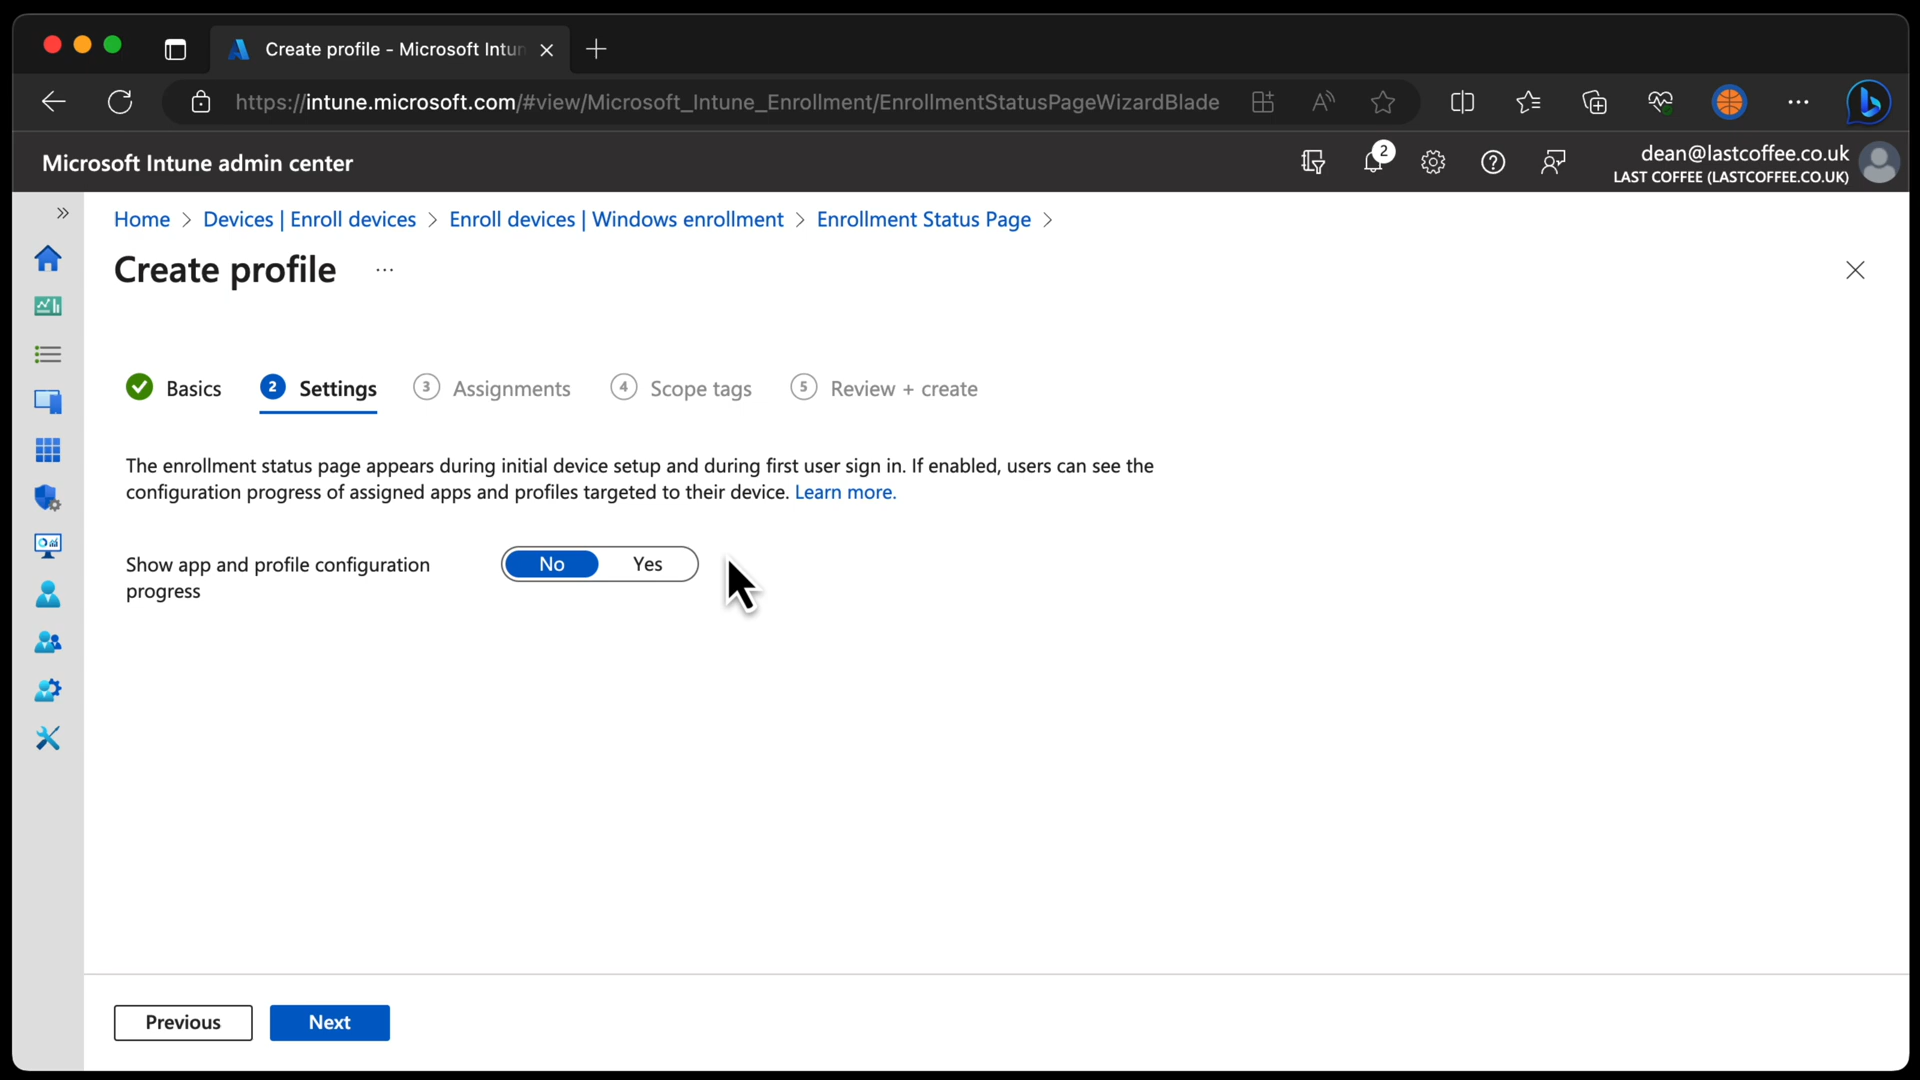 Create profile - Microsoft Intun
https://intune.microsoft.com/#view/Microsoft_Intune_Enrollment/EnrollmentStatusPageWizardBlade
Microsoft Intune admin center
2
dean@lastcoffee.co.uk
LAST COFFEE (LASTCOFFEE.CO.UK)
Home > Devices | Enroll devices > Enroll devices | Windows enrollment > Enrollment Status Page >
Create profile ...
Basics 2 Settings 3 Assignments 4 Scope tags 5 Review + create
The enrollment status page appears during initial device setup and during first user sign in. If enabled, users can see the
configuration progress of assigned apps and profiles targeted to their device. Learn more.
Show app and profile configuration
progress
No Yes
Previous Next